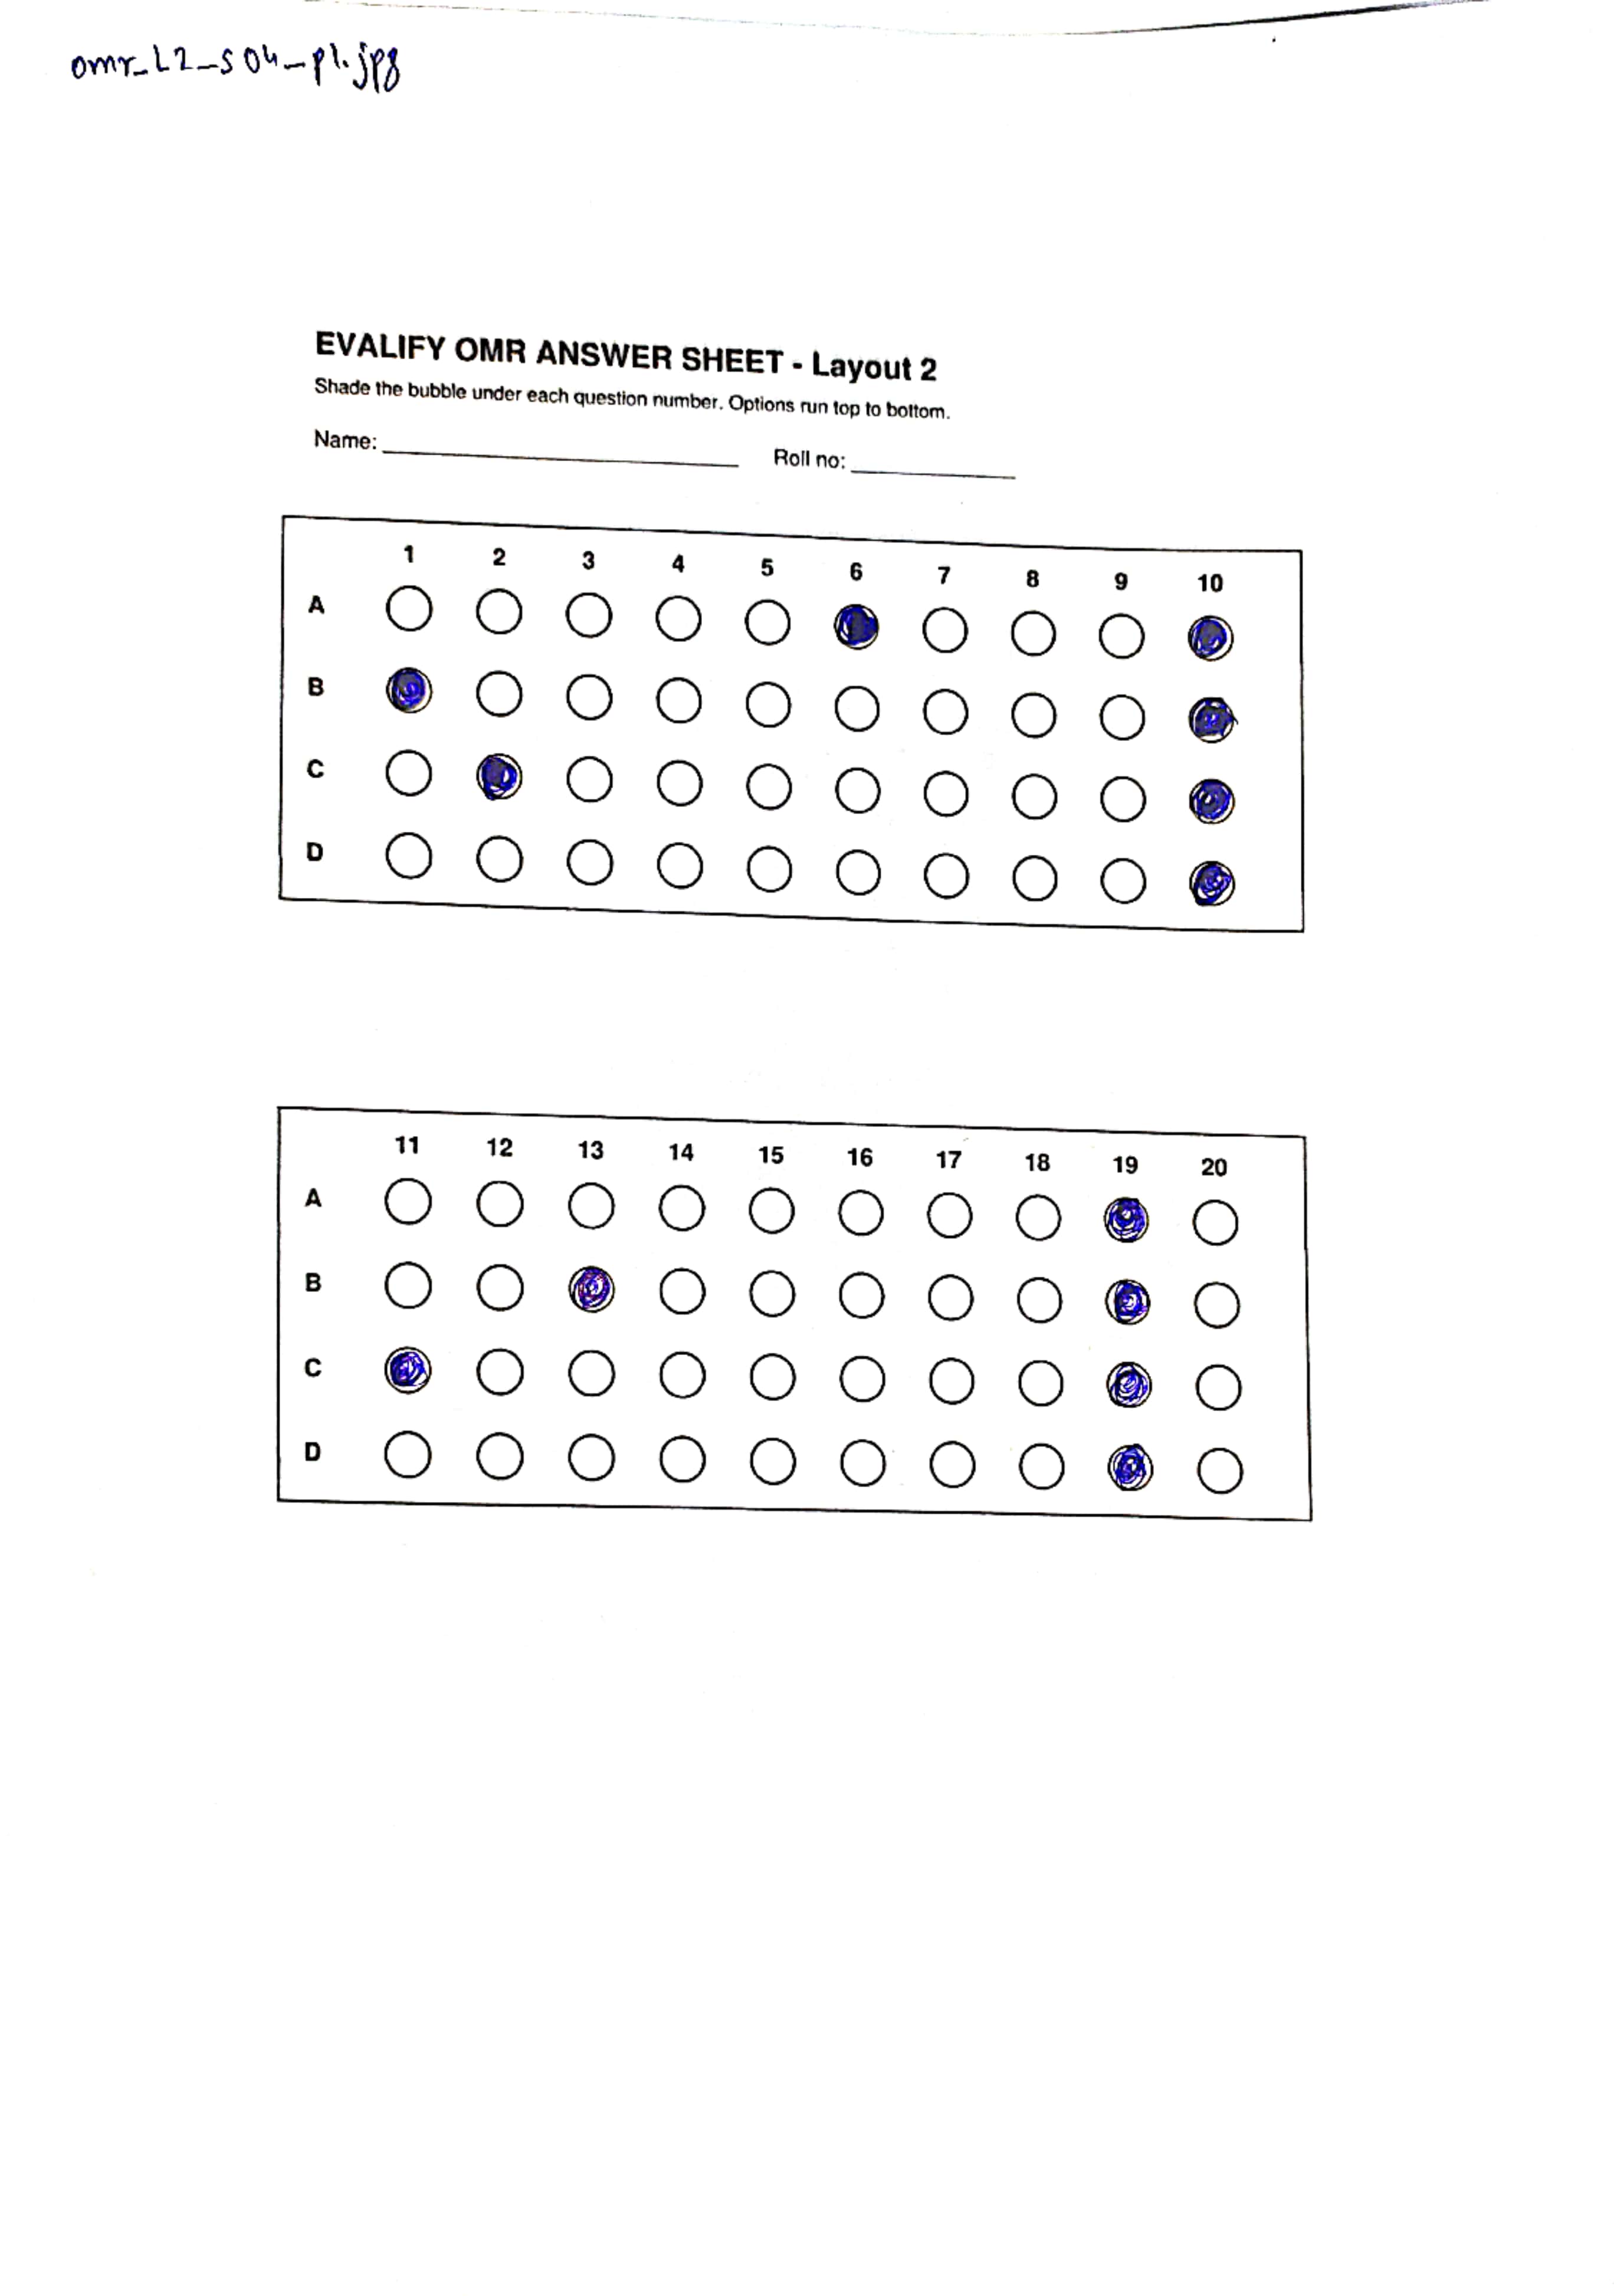 omr_L2_s04_p1.jpg
EVALIFY OMR ANSWER SHEET - Layout 2
Shade the bubble under each question number. Options run top to bottom.
Name: Roll no:
1 2 3 4 5 6 7 8 9 10
A
B
C
D
11 12 13 14 15 16 17 18 19 20
A
B
C
D